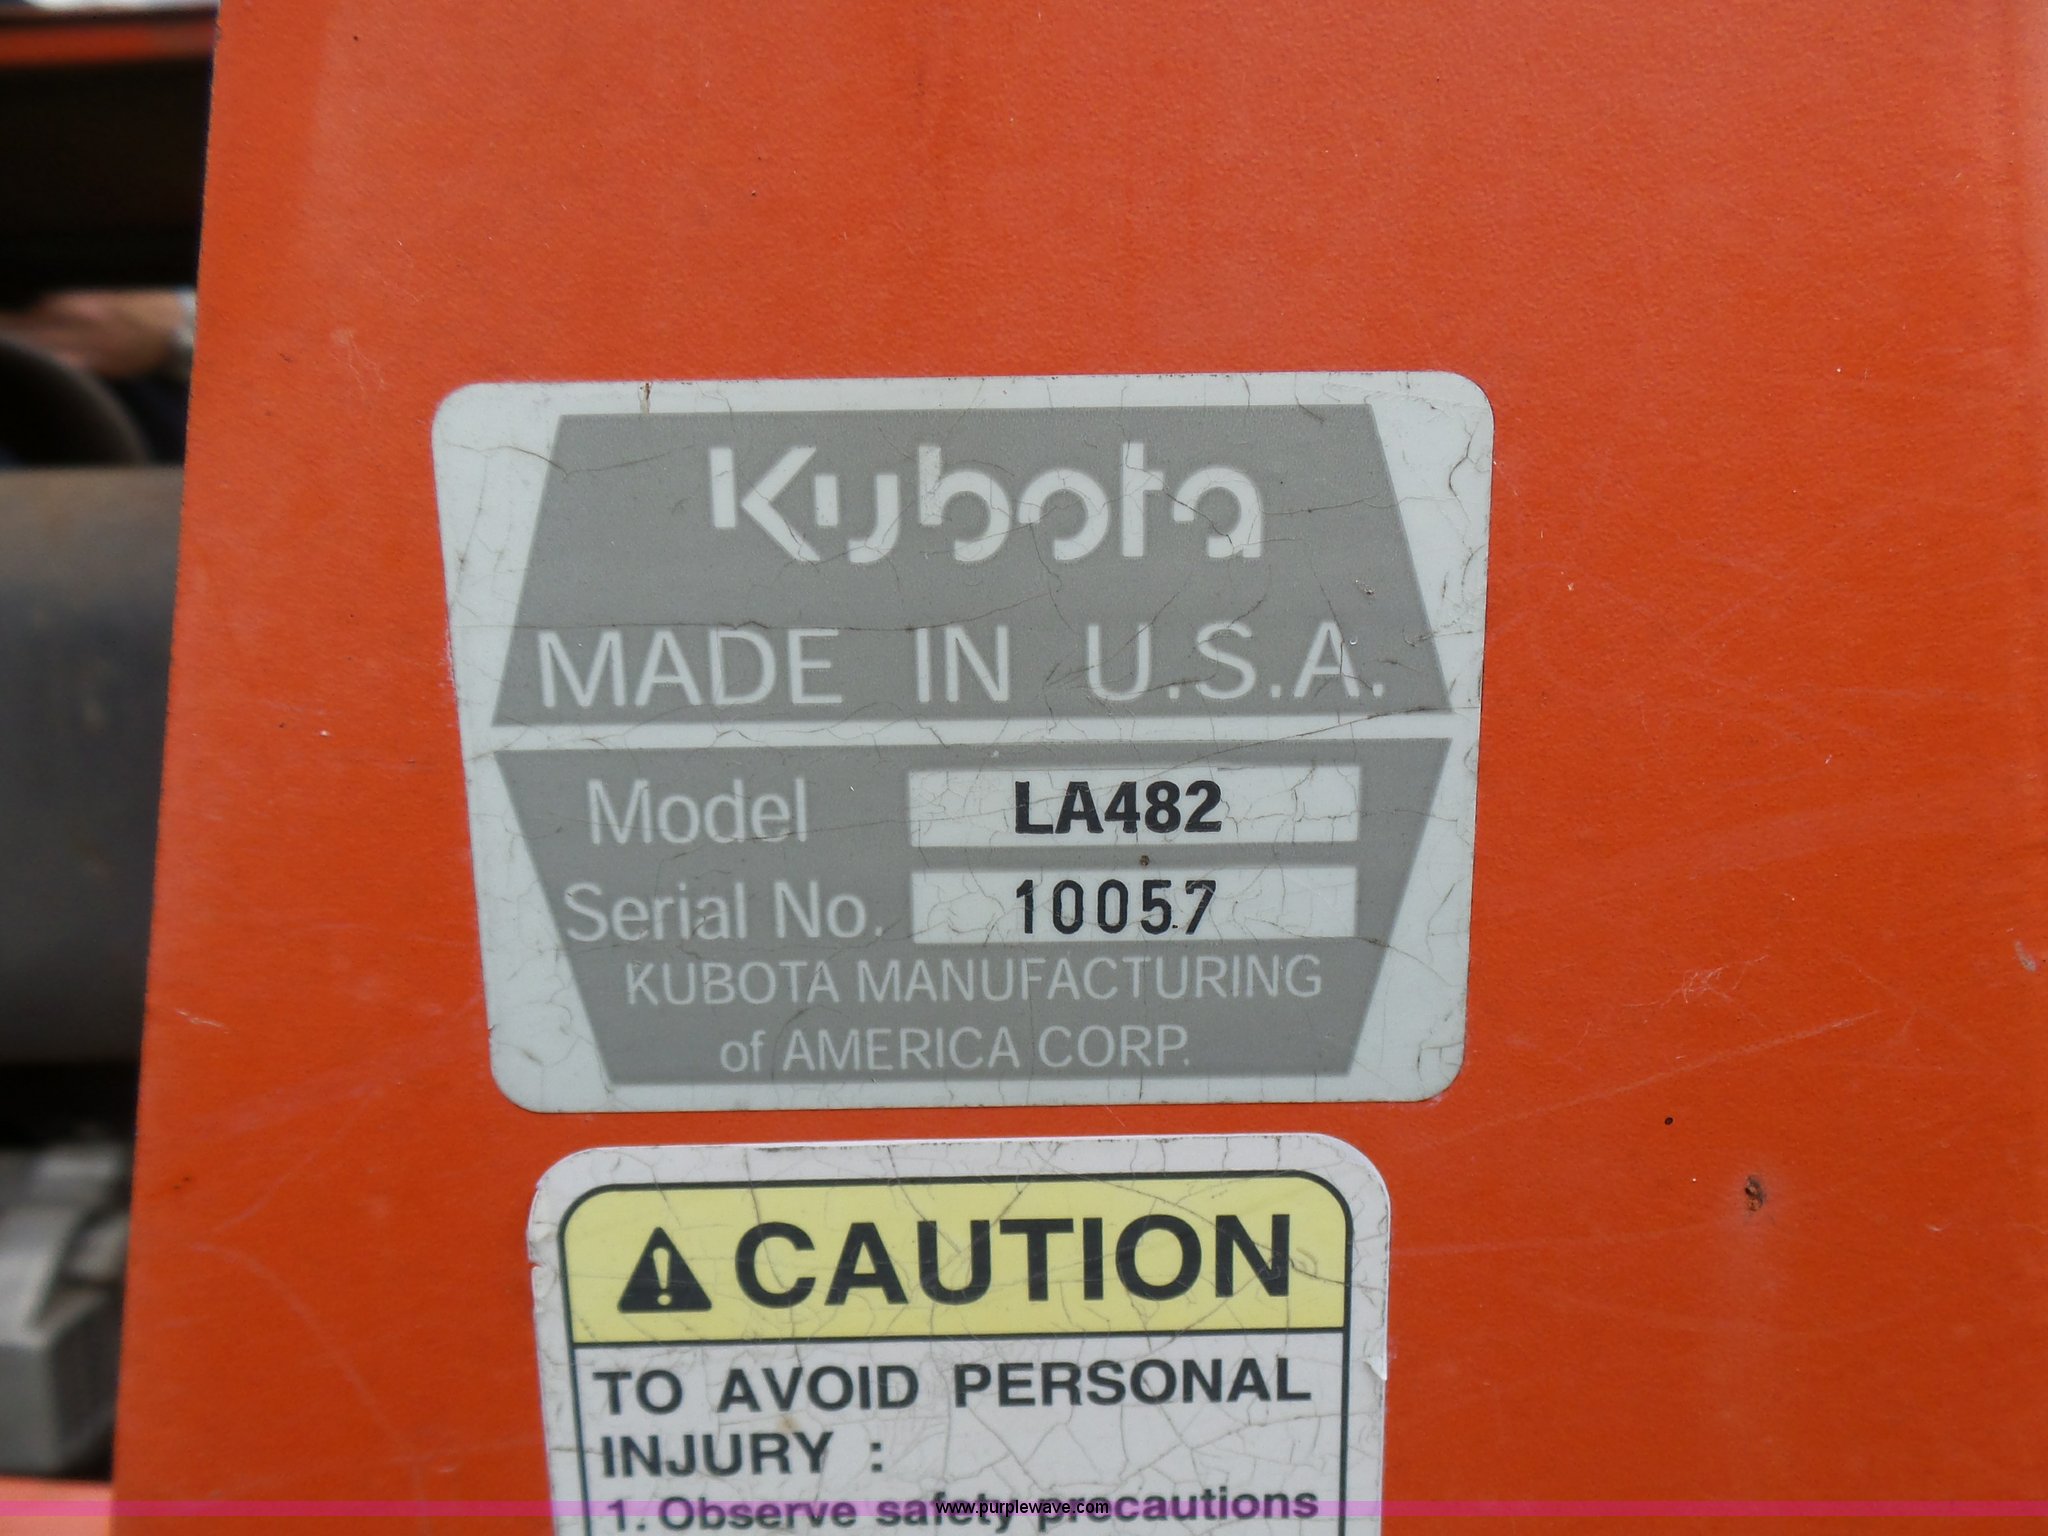 Kubota
MADE IN U.S.A.
Model LA482
Serial No. 10057
KUBOTA MANUFACTURING
of AMERICA CORP.
CAUTION
TO AVOID PERSONAL
INJURY :
1. Observe safety precautions
www.purplewave.com